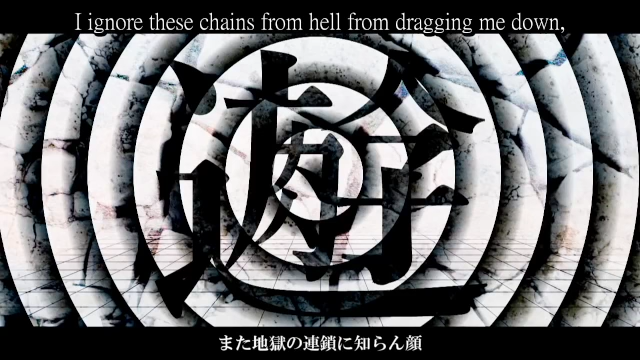 I ignore these chains from hell from dragging me down,
遊
また地獄の連鎖に知らん顔